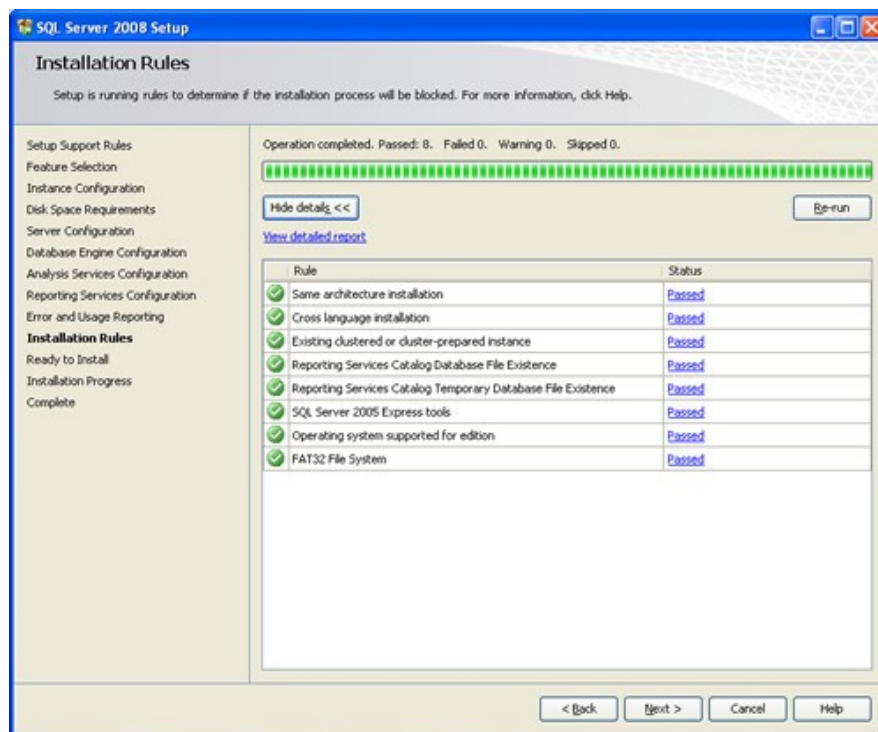 SQL Server 2008 Setup
Installation Rules
Setup is running rules to determine if the installation process will be blocked. For more information, click Help.
Setup Support Rules
Feature Selection
Instance Configuration
Disk Space Requirements
Server Configuration
Database Engine Configuration
Analysis Services Configuration
Reporting Services Configuration
Error and Usage Reporting
Installation Rules
Ready to Install
Installation Progress
Complete
Operation completed. Passed: 8. Failed 0. Warning 0. Skipped 0.
Hide details <<
Re-run
View detailed report
Rule Status
Same architecture installation Passed
Cross language installation Passed
Existing clustered or cluster-prepared instance Passed
Reporting Services Catalog Database File Existence Passed
Reporting Services Catalog Temporary Database File Existence Passed
SQL Server 2005 Express tools Passed
Operating system supported for edition Passed
FAT32 File System Passed
< Back Next > Cancel Help